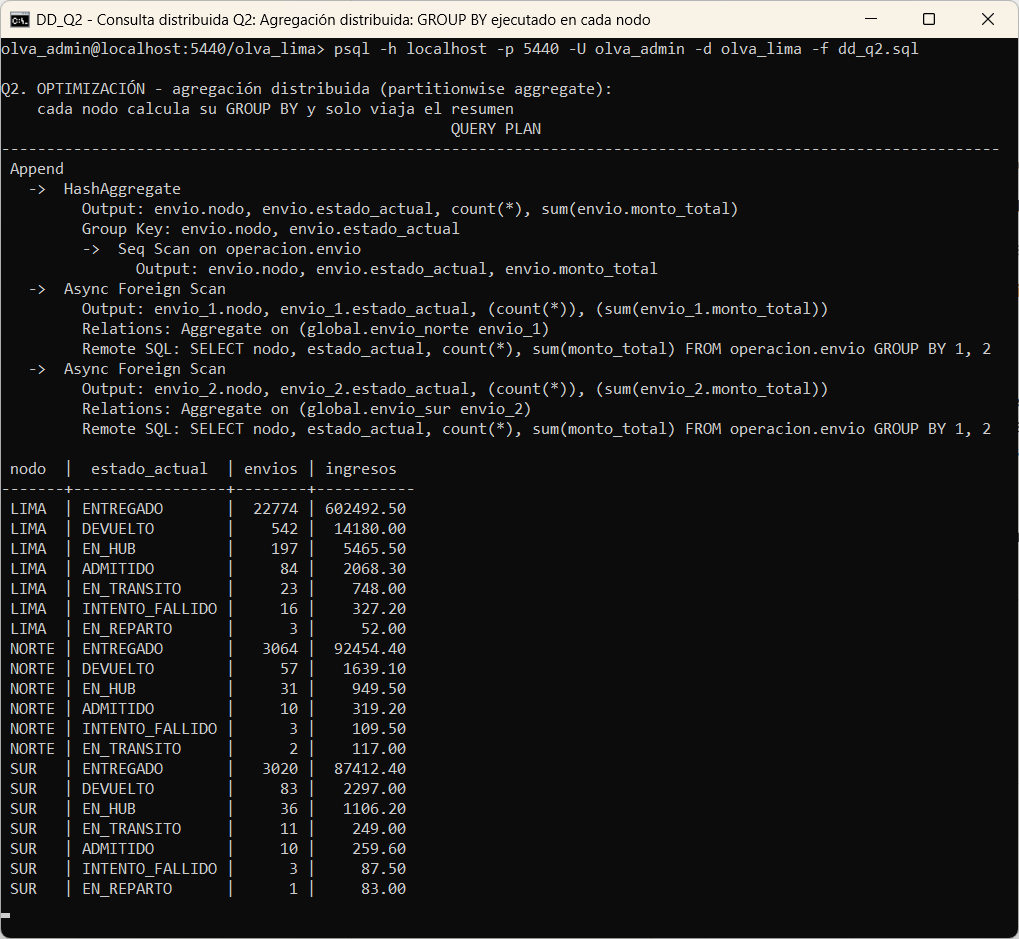 DD_Q2 - Consulta distribuida Q2: Agregación distribuida: GROUP BY ejecutado en cada nodo
olva_admin@localhost:5440/olva_lima> psql -h localhost -p 5440 -U olva_admin -d olva_lima -f dd_q2.sql
Q2. OPTIMIZACIÓN - agregación distribuida (partitionwise aggregate):
    cada nodo calcula su GROUP BY y solo viaja el resumen
                                                  QUERY PLAN
---------------------------------------------------------------------------------------------------------------
 Append
   ->  HashAggregate
         Output: envio.nodo, envio.estado_actual, count(*), sum(envio.monto_total)
         Group Key: envio.nodo, envio.estado_actual
         ->  Seq Scan on operacion.envio
               Output: envio.nodo, envio.estado_actual, envio.monto_total
   ->  Async Foreign Scan
         Output: envio_1.nodo, envio_1.estado_actual, (count(*)), (sum(envio_1.monto_total))
         Relations: Aggregate on (global.envio_norte envio_1)
         Remote SQL: SELECT nodo, estado_actual, count(*), sum(monto_total) FROM operacion.envio GROUP BY 1, 2
   ->  Async Foreign Scan
         Output: envio_2.nodo, envio_2.estado_actual, (count(*)), (sum(envio_2.monto_total))
         Relations: Aggregate on (global.envio_sur envio_2)
         Remote SQL: SELECT nodo, estado_actual, count(*), sum(monto_total) FROM operacion.envio GROUP BY 1, 2
 nodo  |  estado_actual  | envios | ingresos
-------+-----------------+--------+-----------
 LIMA  | ENTREGADO       |  22774 | 602492.50
 LIMA  | DEVUELTO        |    542 |  14180.00
 LIMA  | EN_HUB          |    197 |   5465.50
 LIMA  | ADMITIDO        |     84 |   2068.30
 LIMA  | EN_TRANSITO     |     23 |    748.00
 LIMA  | INTENTO_FALLIDO |     16 |    327.20
 LIMA  | EN_REPARTO      |      3 |     52.00
 NORTE | ENTREGADO       |   3064 |  92454.40
 NORTE | DEVUELTO        |     57 |   1639.10
 NORTE | EN_HUB          |     31 |    949.50
 NORTE | ADMITIDO        |     10 |    319.20
 NORTE | INTENTO_FALLIDO |      3 |    109.50
 NORTE | EN_TRANSITO     |      2 |    117.00
 SUR   | ENTREGADO       |   3020 |  87412.40
 SUR   | DEVUELTO        |     83 |   2297.00
 SUR   | EN_HUB          |     36 |   1106.20
 SUR   | EN_TRANSITO     |     11 |    249.00
 SUR   | ADMITIDO        |     10 |    259.60
 SUR   | INTENTO_FALLIDO |      3 |     87.50
 SUR   | EN_REPARTO      |      1 |     83.00